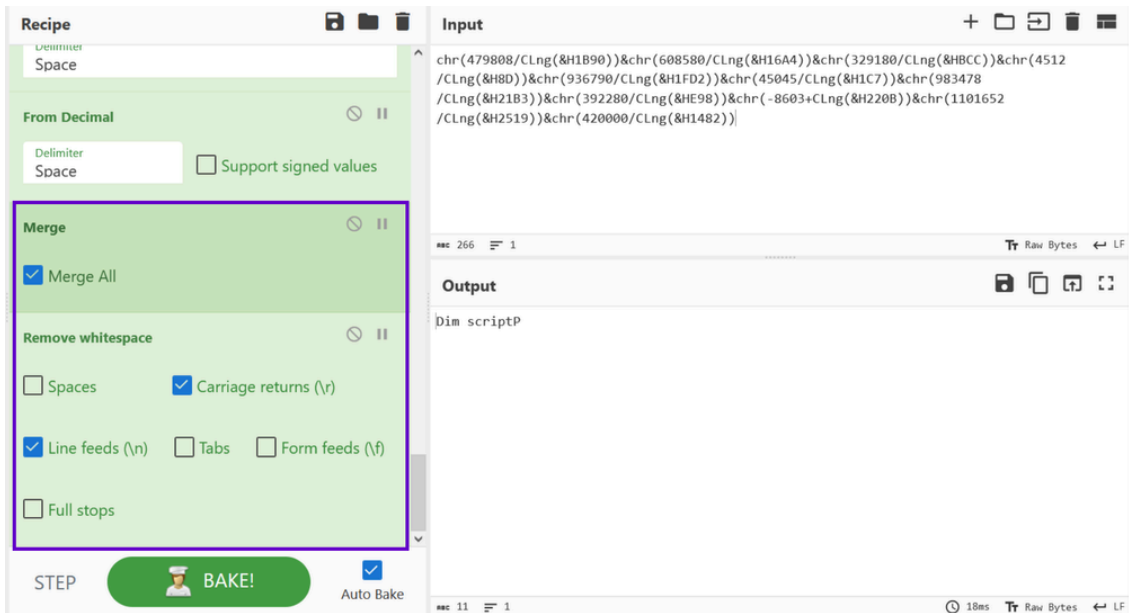 Recipe
Delimiter
Space
From Decimal
Delimiter
Space
Support signed values
Merge
Merge All
Remove whitespace
Spaces
Carriage returns (\r)
Line feeds (\n)
Tabs
Form feeds (\f)
Full stops
STEP
BAKE!
Auto Bake
Input
chr(479808/CLng(&H1B90))&chr(608580/CLng(&H16A4))&chr(329180/CLng(&HBCC))&chr(4512
/CLng(&H8D))&chr(936790/CLng(&H1FD2))&chr(45045/CLng(&H1C7))&chr(983478
/CLng(&H21B3))&chr(392280/CLng(&HE98))&chr(-8603+CLng(&H220B))&chr(1101652
/CLng(&H2519))&chr(420000/CLng(&H1482))
ABC 266 1
Tr Raw Bytes LF
Output
Dim scriptP
ABC 11 1
18ms Tr Raw Bytes LF